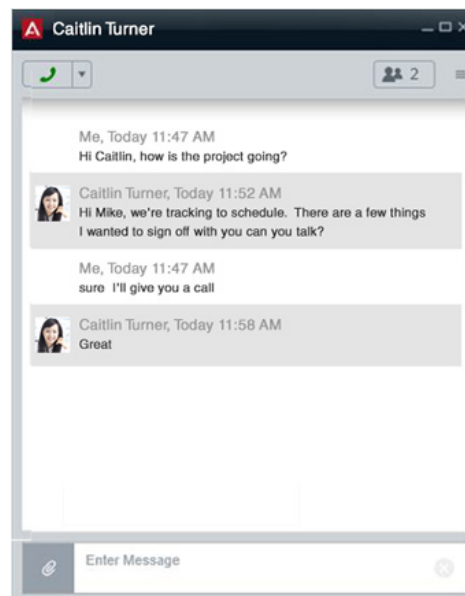 Caitlin Turner
2
Me, Today 11:47 AM
Hi Caitlin, how is the project going?
Caitlin Turner, Today 11:52 AM
Hi Mike, we're tracking to schedule. There are a few things
I wanted to sign off with you can you talk?
Me, Today 11:47 AM
sure I'll give you a call
Caitlin Turner, Today 11:58 AM
Great
Enter Message